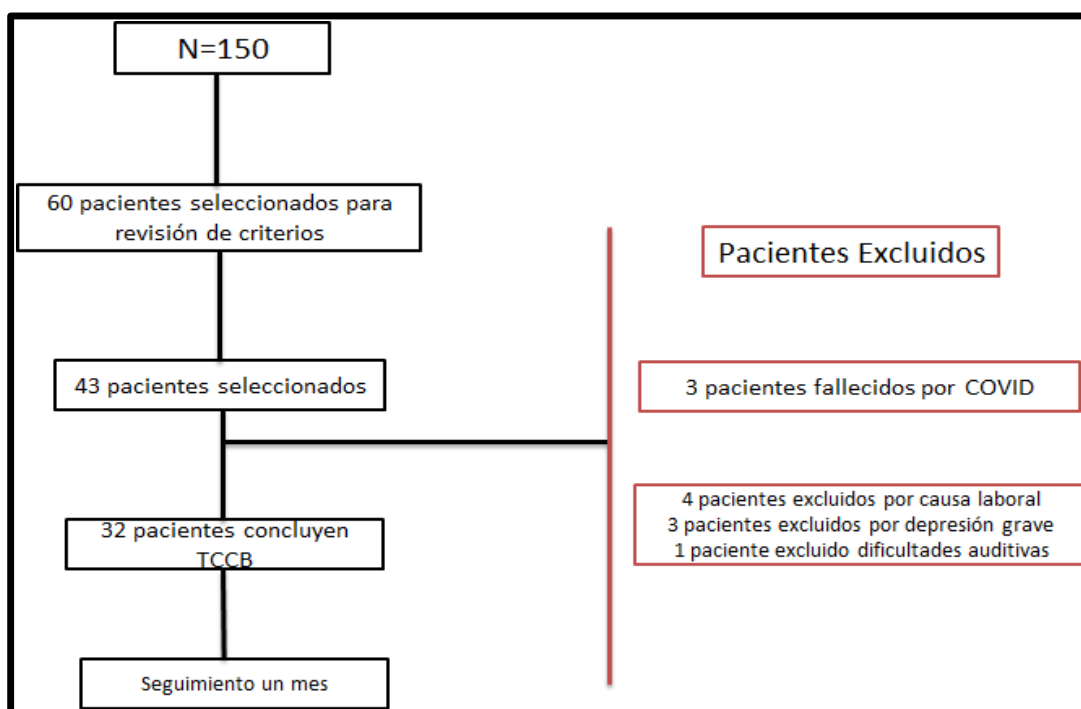 N=150
60 pacientes seleccionados para
revisión de criterios
Pacientes Excluidos
43 pacientes seleccionados
3 pacientes fallecidos por COVID
4 pacientes excluidos por causa laboral
3 pacientes excluidos por depresión grave
1 paciente excluido dificultades auditivas
32 pacientes concluyen
TCCB
Seguimiento un mes